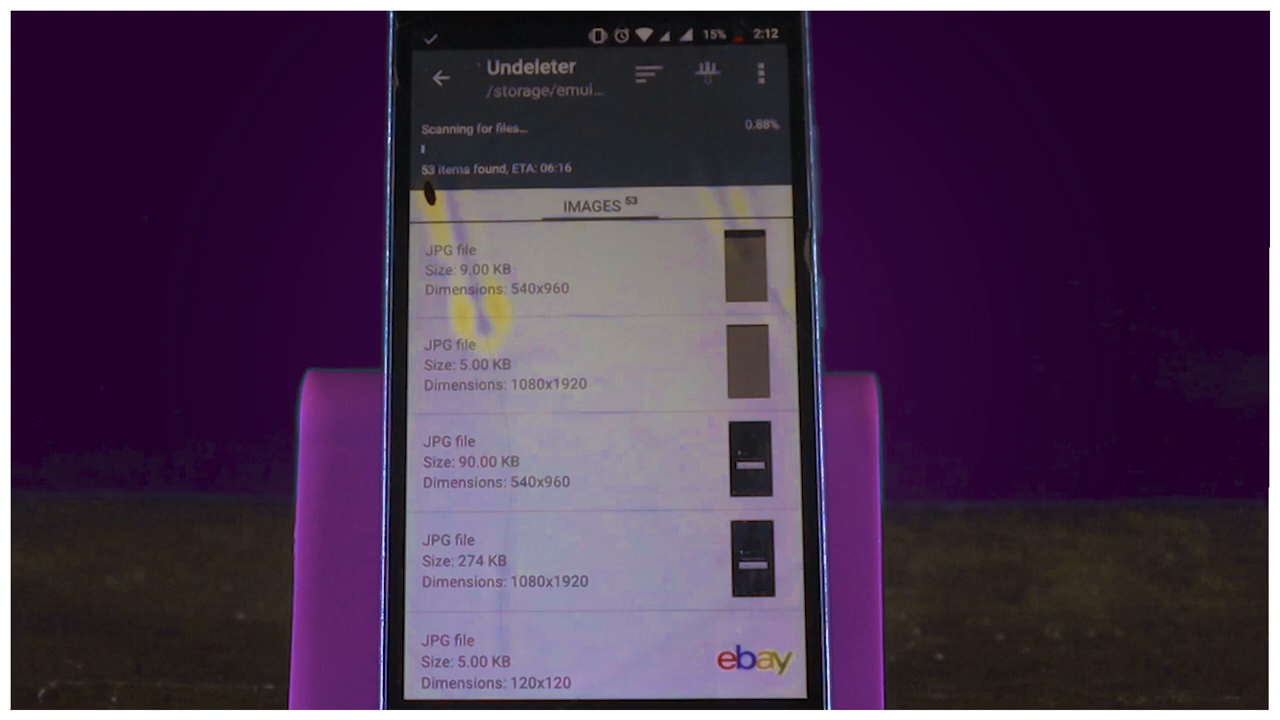 15% 2:12
Undeleter
/storage/emui...
Scanning for files...
0.88%
53 items found, ETA: 06:16
IMAGES 53
JPG file
Size: 9.00 KB
Dimensions: 540x960
JPG file
Size: 5.00 KB
Dimensions: 1080x1920
JPG file
Size: 90.00 KB
Dimensions: 540x960
JPG file
Size: 274 KB
Dimensions: 1080x1920
JPG file
Size: 5.00 KB
Dimensions: 120x120
ebay